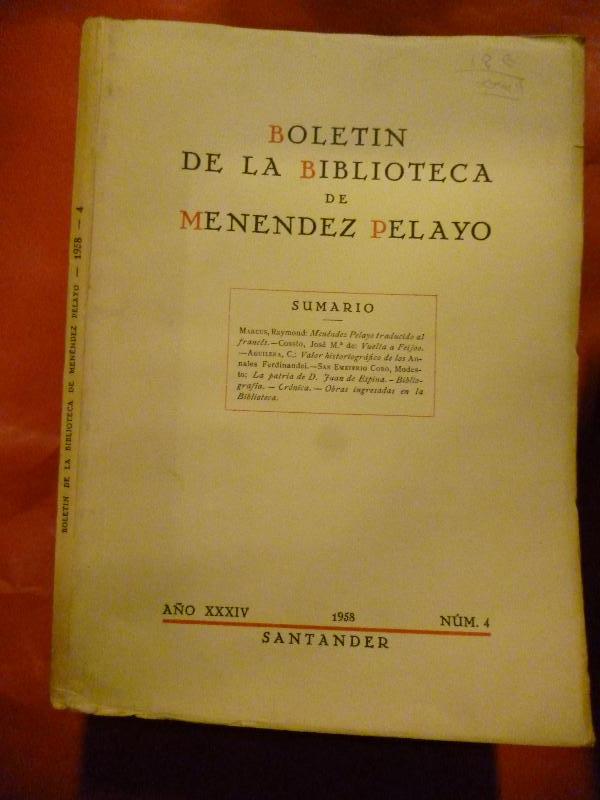 BOLETIN
DE LA BIBLIOTECA
DE
MENENDEZ PELAYO
SUMARIO
MARCUS, Raymond: Menéndez Pelayo traducido al
francés.—COSSÍO, José M.ª de: Vuelta a Feijoo.
—AGUILERA, C.: Valor historiográfico de los An-
nales Ferdinandei.—SAN EMETERIO COBO, Modes-
to: La patria de D. Juan de Espina. – Biblio-
grafía. — Crónica. — Obras ingresadas en la
Biblioteca.
AÑO XXXIV 1958 NÚM. 4
SANTANDER
BOLETIN DE LA BIBLIOTECA DE MENÉNDEZ PELAYO — 1958 — 4